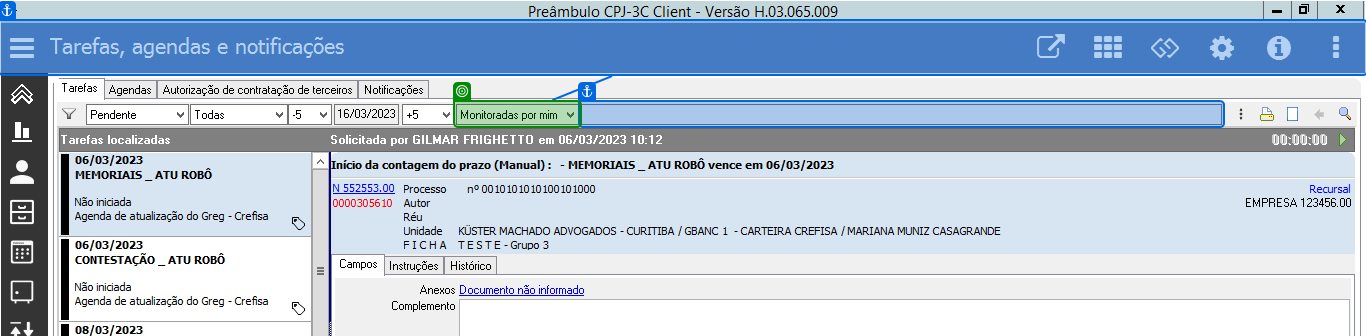 Preâmbulo CPJ-3C Client - Versão H.03.065.009
Tarefas, agendas e notificações
Tarefas Agendas Autorização de contratação de terceiros Notificações
Pendente Todas -5 16/03/2023 +5 Monitoradas por mim
Tarefas localizadas
Solicitada por GILMAR FRIGHETTO em 06/03/2023 10:12 00:00:00
06/03/2023
MEMORIAIS _ ATU ROBÔ
Não iniciada
Agenda de atualização do Greg - Crefisa
06/03/2023
CONTESTAÇÃO _ ATU ROBÔ
Não iniciada
Agenda de atualização do Greg - Crefisa
08/03/2023
Início da contagem do prazo (Manual) : - MEMORIAIS _ ATU ROBÔ vence em 06/03/2023
N 552553.00 Processo nº 0010101010100101000 Recursal
0000305610 Autor EMPRESA 123456.00
Réu
Unidade KÜSTER MACHADO ADVOGADOS - CURITIBA / GBANC 1 - CARTEIRA CREFISA / MARIANA MUNIZ CASAGRANDE
F I C H A T E S T E - Grupo 3
Campos Instruções Histórico
Anexos Documento não informado
Complemento